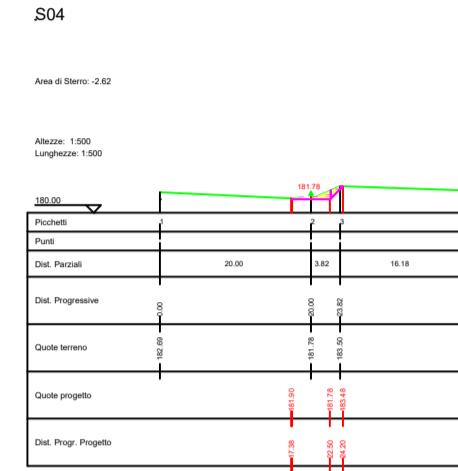 S04
Area di Sterro: -2.62
Altezze: 1:500
Lunghezze: 1:500
181.78
180.00
Picchetti 1 2 3
Punti
Dist. Parziali 20.00 3.82 16.18
Dist. Progressive 0.00 20.00 23.82
Quote terreno 182.69 181.78 183.50
Quote progetto 181.90 181.78 183.48
Dist. Progr. Progetto 17.38 22.50 24.20